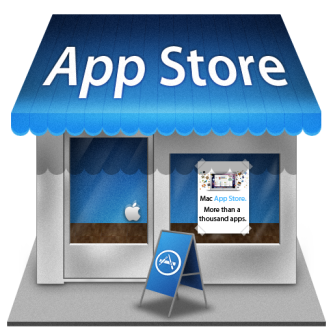 App Store
Mac App Store.
More than a
thousand apps.